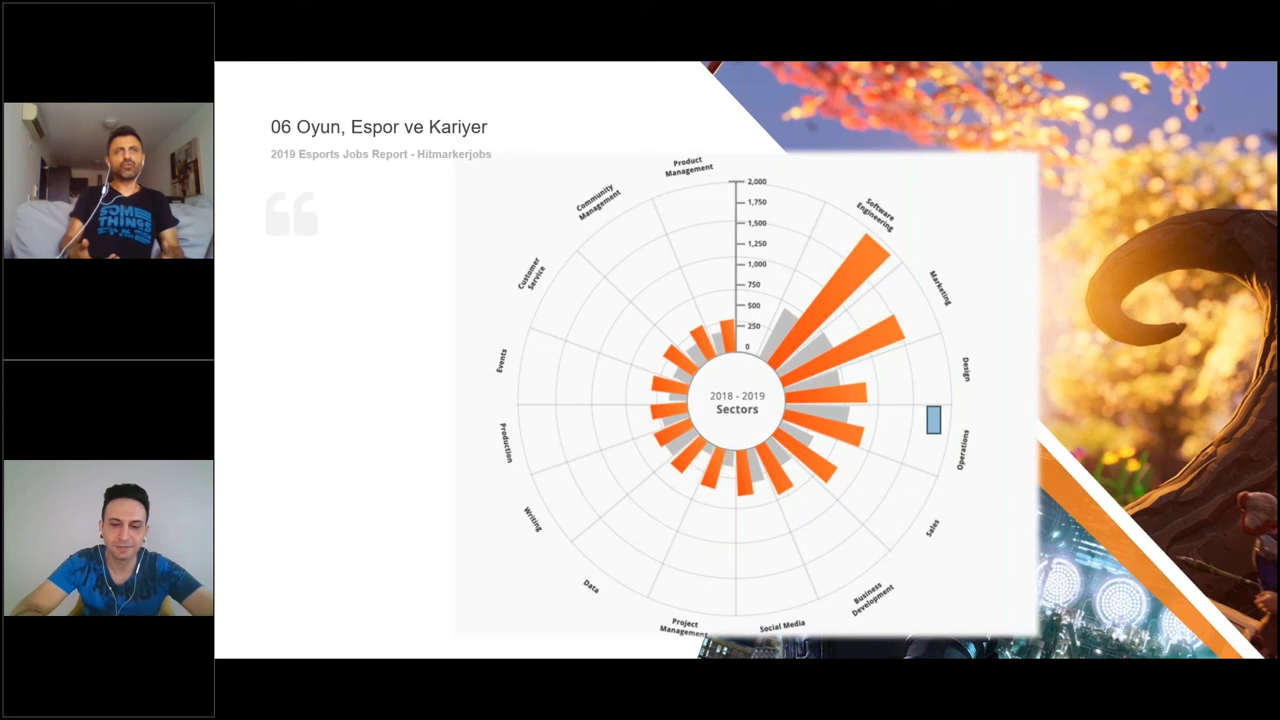 SOME
THINGS
06 Oyun, Espor ve Kariyer
2019 Esports Jobs Report - Hitmarkerjobs
Product
Management
Community
Management
Customer
Service
Events
Production
Writing
Data
Project
Management
Social Media
Business
Development
Sales
Operations
Design
Marketing
Software
Engineering
2,000
1,750
1,500
1,250
1,000
750
500
250
0
2018 - 2019
Sectors